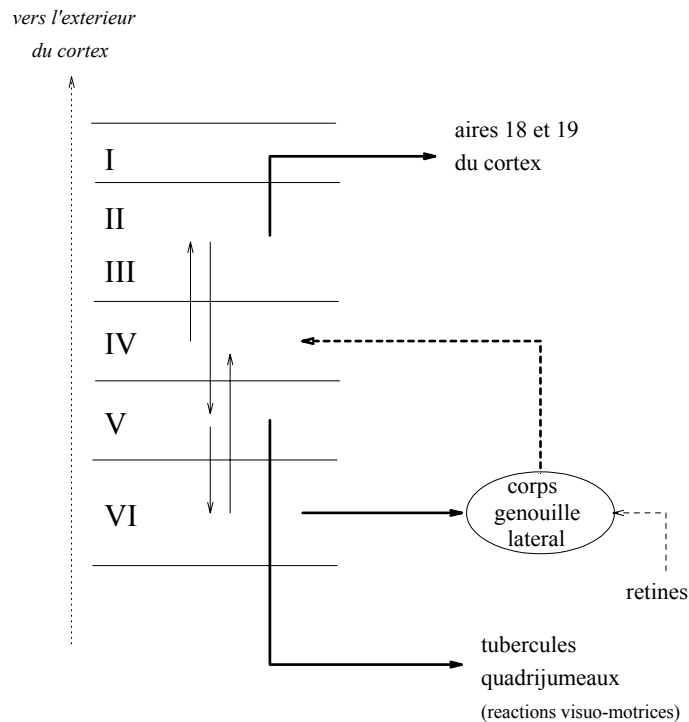 vers l'exterieur
du cortex
aires 18 et 19
du cortex
I
II
III
IV
V
VI
corps
genouille
lateral
retines
tubercules
quadrijumeaux
(reactions visuo-motrices)